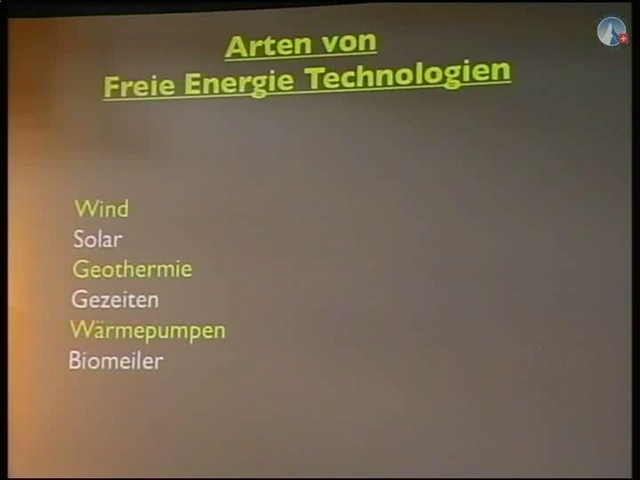 Arten von
Freie Energie Technologien
Wind
Solar
Geothermie
Gezeiten
Wärmepumpen
Biomeiler